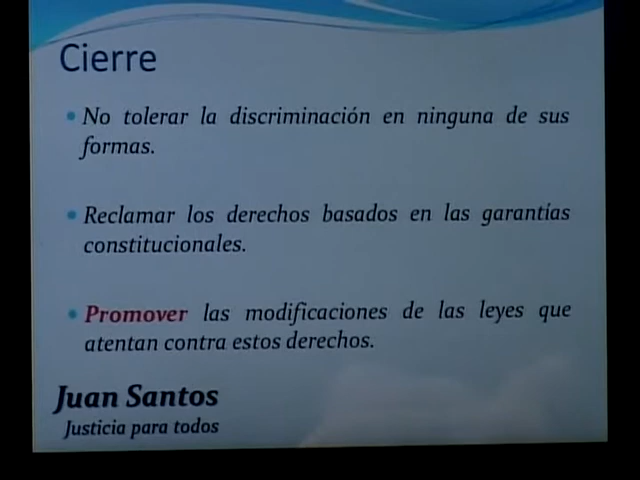 Cierre
• No tolerar la discriminación en ninguna de sus
formas.
• Reclamar los derechos basados en las garantías
constitucionales.
• Promover las modificaciones de las leyes que
atentan contra estos derechos.
Juan Santos
Justicia para todos